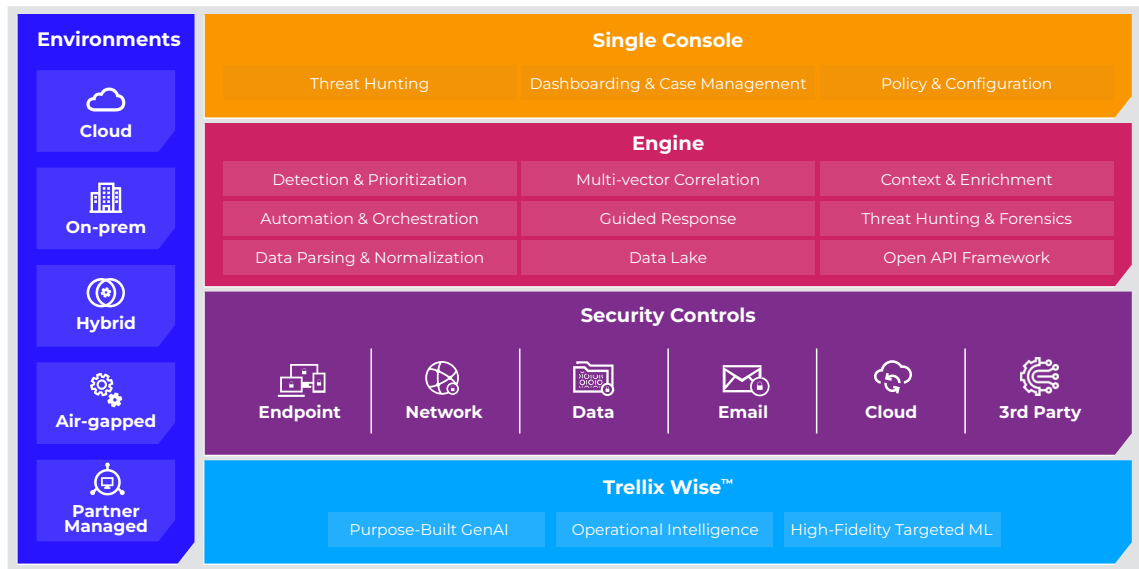 Environments
Cloud
On-prem
Hybrid
Air-gapped
Partner
Managed
Single Console
Threat Hunting
Dashboarding & Case Management
Policy & Configuration
Engine
Detection & Prioritization
Multi-vector Correlation
Context & Enrichment
Automation & Orchestration
Guided Response
Threat Hunting & Forensics
Data Parsing & Normalization
Data Lake
Open API Framework
Security Controls
Endpoint
Network
Data
Email
Cloud
3rd Party
Trellix Wise™
Purpose-Built GenAI
Operational Intelligence
High-Fidelity Targeted ML